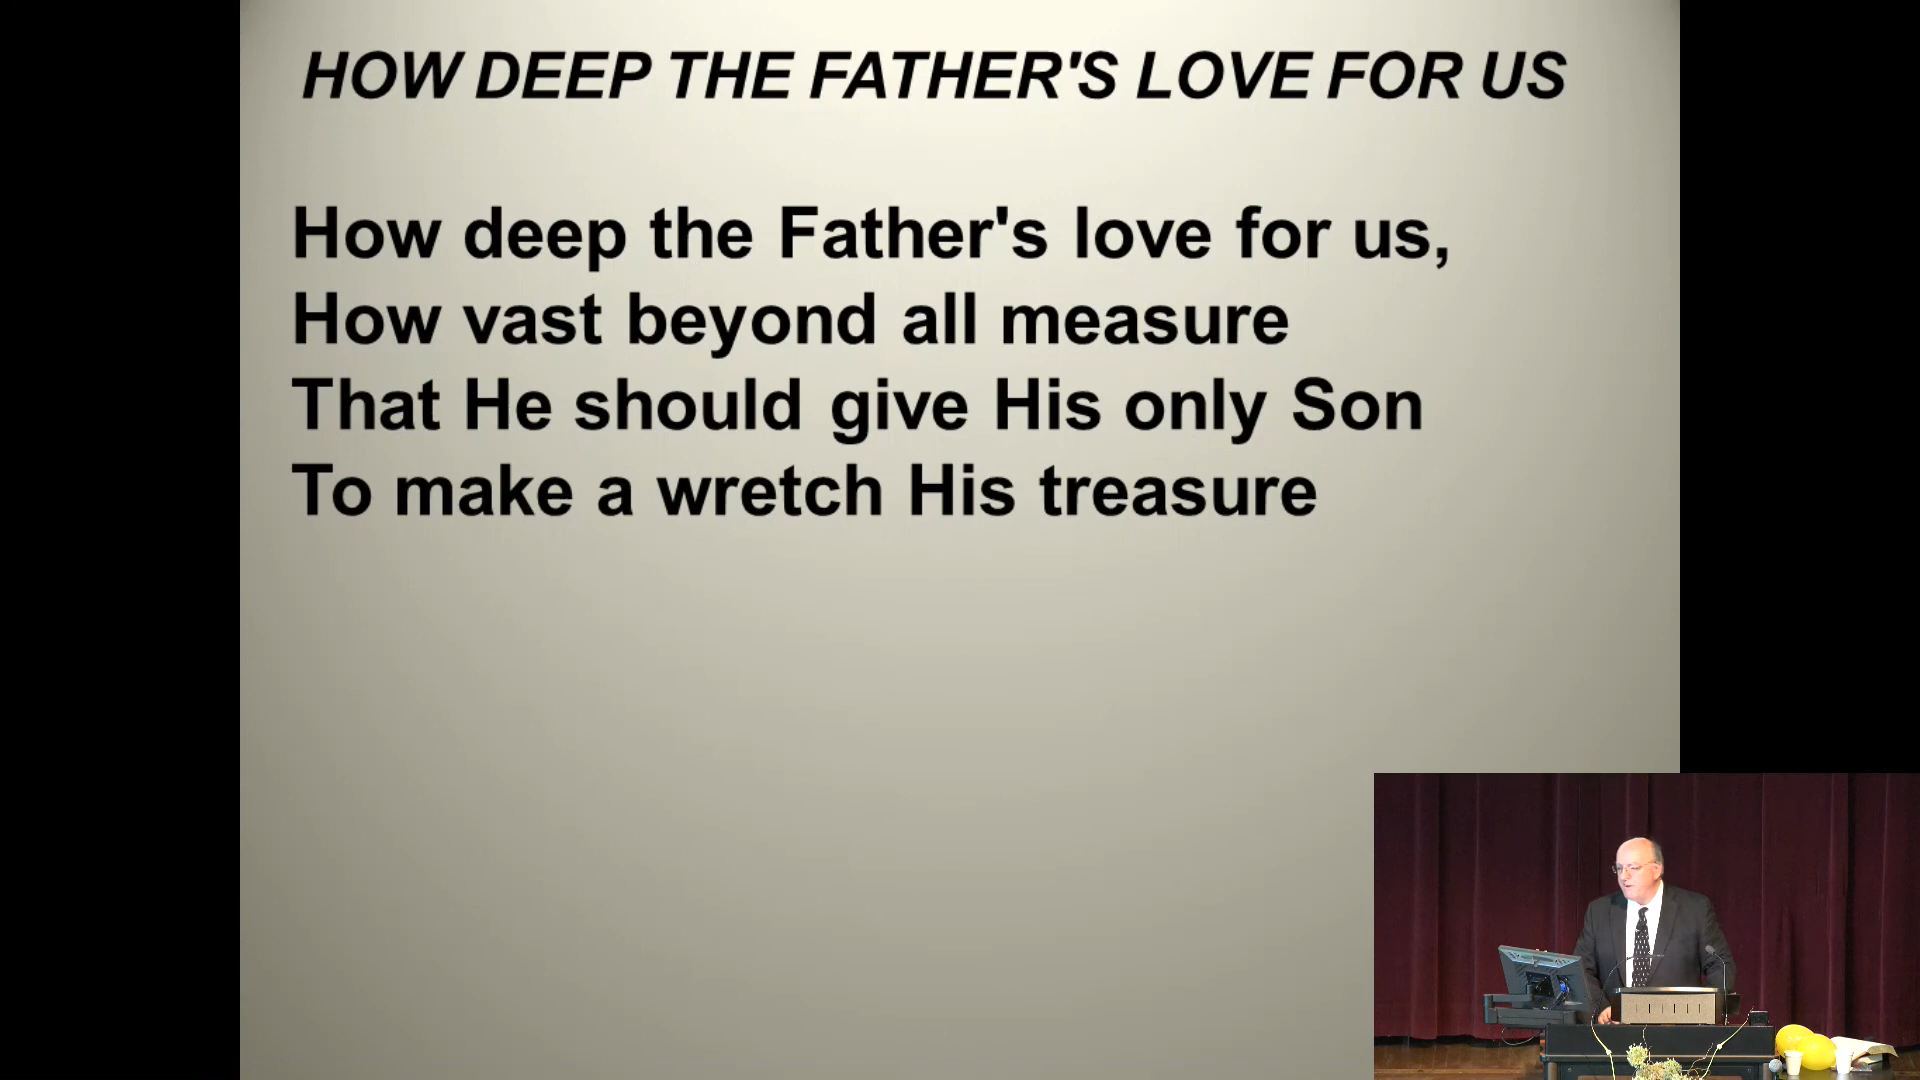 HOW DEEP THE FATHER'S LOVE FOR US
How deep the Father's love for us,
How vast beyond all measure
That He should give His only Son
To make a wretch His treasure